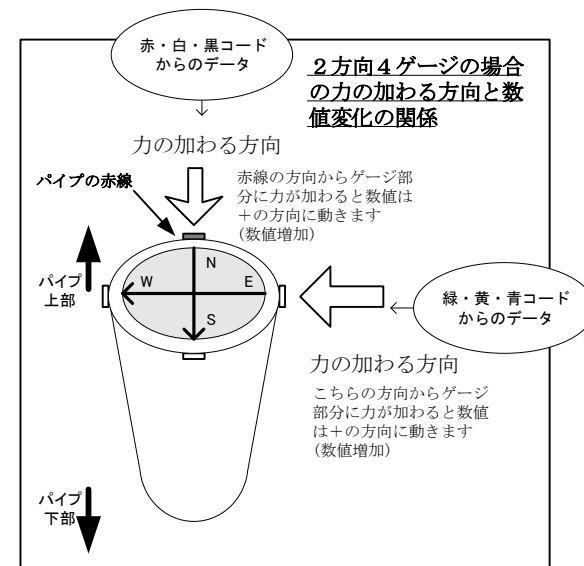 赤・白・黒コード
からのデータ
２方向４ゲージの場合
の力の加わる方向と数
値変化の関係
力の加わる方向
パイプの赤線
赤線の方向からゲージ部
分に力が加わると数値は
＋の方向に動きます
(数値増加)
N
W
E
S
パイプ
上部
緑・黄・青コード
からのデータ
力の加わる方向
こちらの方向からゲージ
部分に力が加わると数値
は＋の方向に動きます
(数値増加)
パイプ
下部